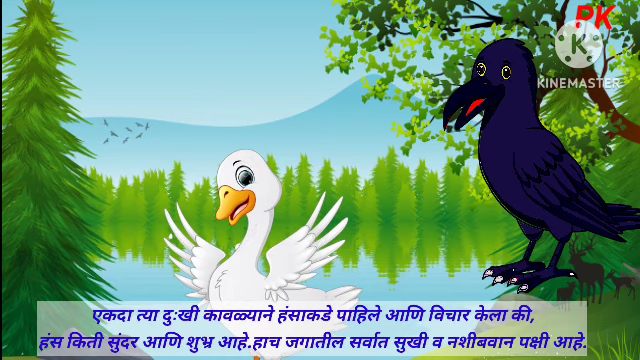 PK
KINEMASTER
एकदा त्या दुःखी कावळ्याने हंसाकडे पाहिले आणि विचार केला की,
हंस किती सुंदर आणि शुभ्र आहे.हाच जगातील सर्वात सुखी व नशीबवान पक्षी आहे.